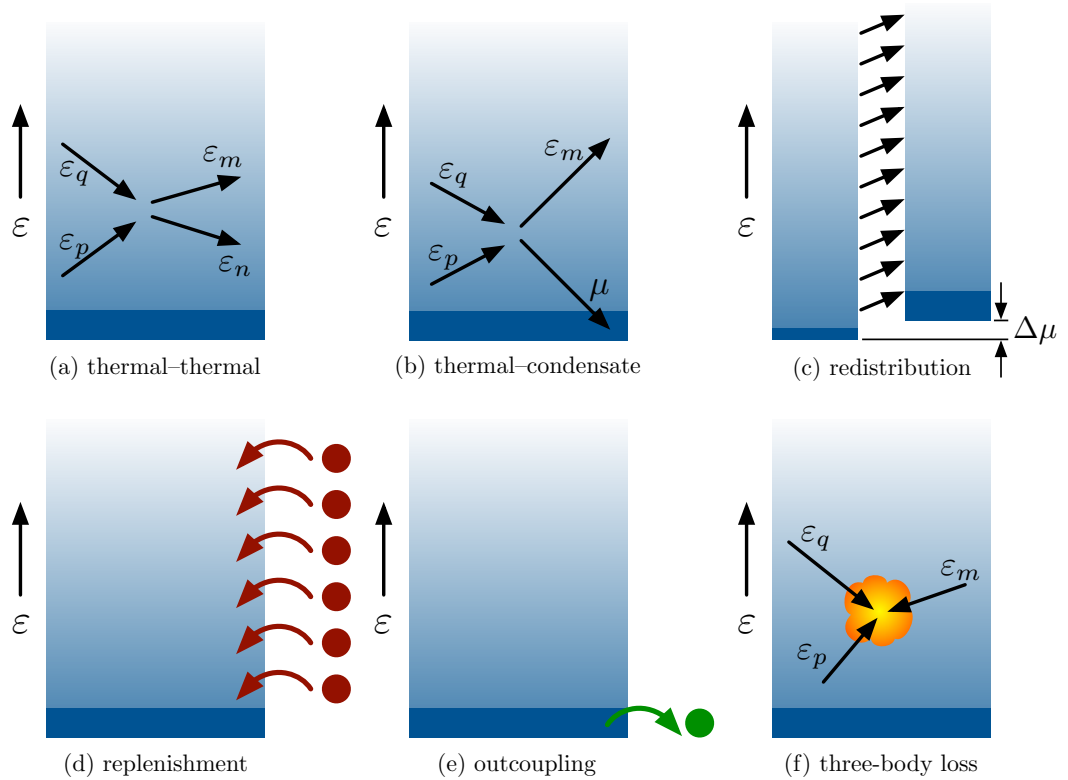 ε
ε_q
ε_p
ε_m
ε_n
(a) thermal–thermal
ε_q
ε_p
ε_m
μ
ε
(b) thermal–condensate
ε
Δμ
(c) redistribution
ε
(d) replenishment
ε
(e) outcoupling
ε
ε_q
ε_m
ε_p
(f) three-body loss